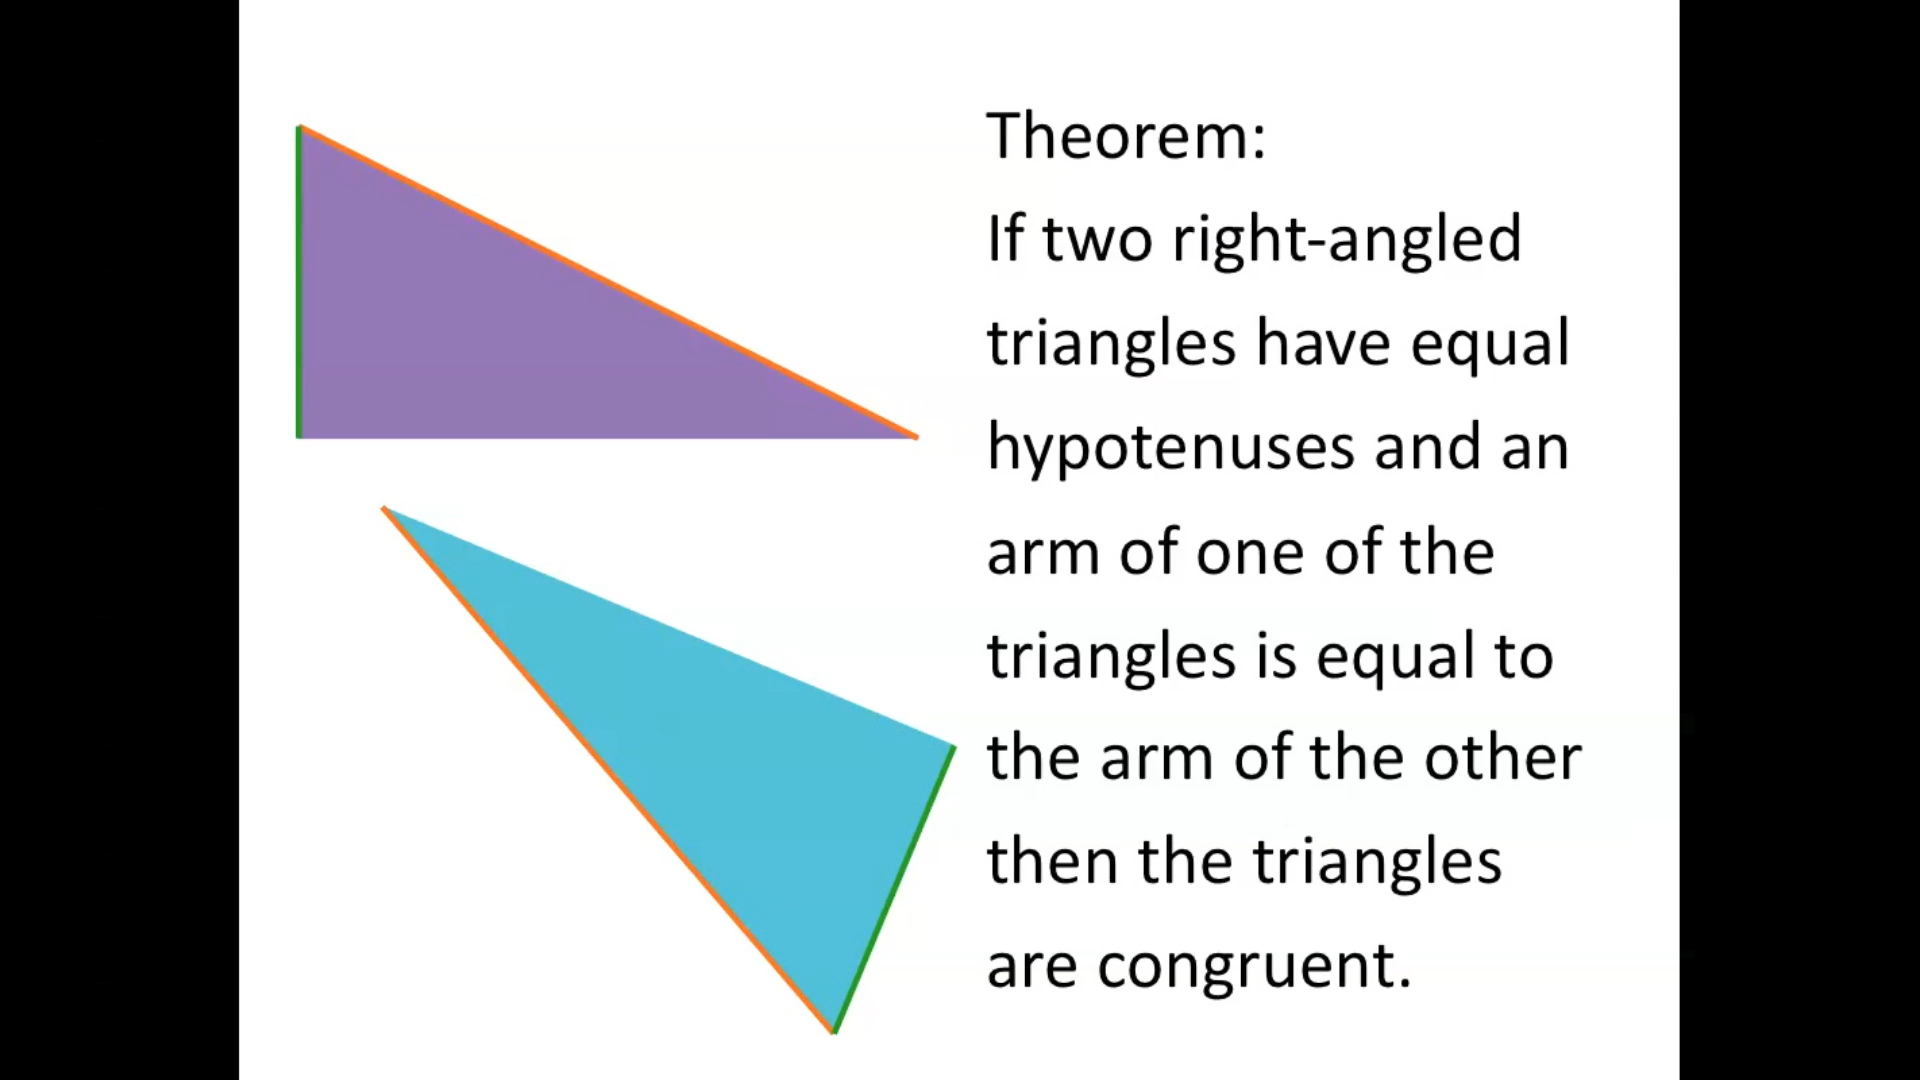 Theorem:
If two right-angled
triangles have equal
hypotenuses and an
arm of one of the
triangles is equal to
the arm of the other
then the triangles
are congruent.